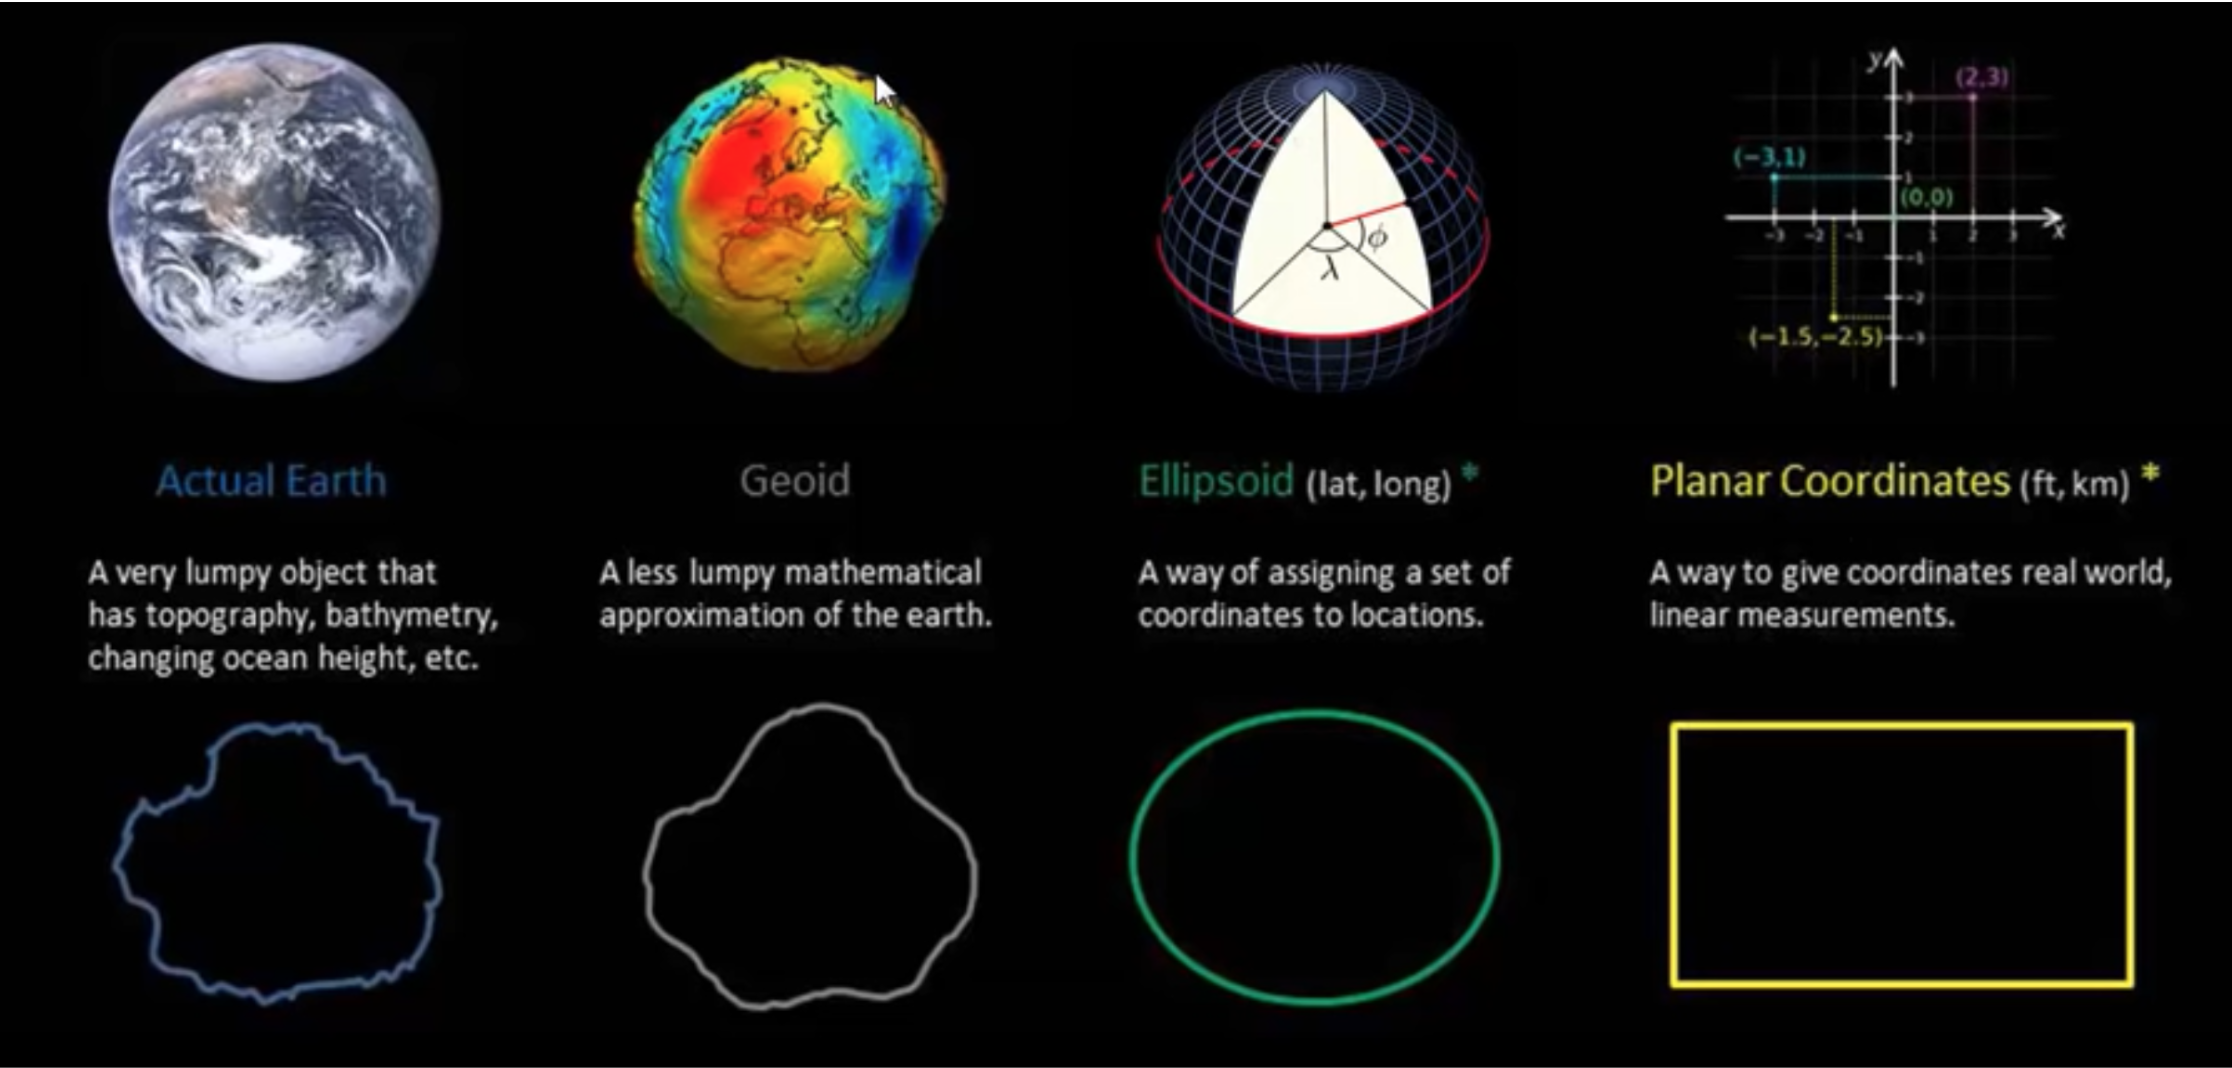 y
(2,3)
3
2
(−3,1)
1
(0,0)
−3 −2 −1 1 2 3
x
−1
−2
(−1.5,−2.5)
−3
ϕ
λ
Actual Earth
A very lumpy object that
has topography, bathymetry,
changing ocean height, etc.
Geoid
A less lumpy mathematical
approximation of the earth.
Ellipsoid (lat, long) *
A way of assigning a set of
coordinates to locations.
Planar Coordinates (ft, km) *
A way to give coordinates real world,
linear measurements.